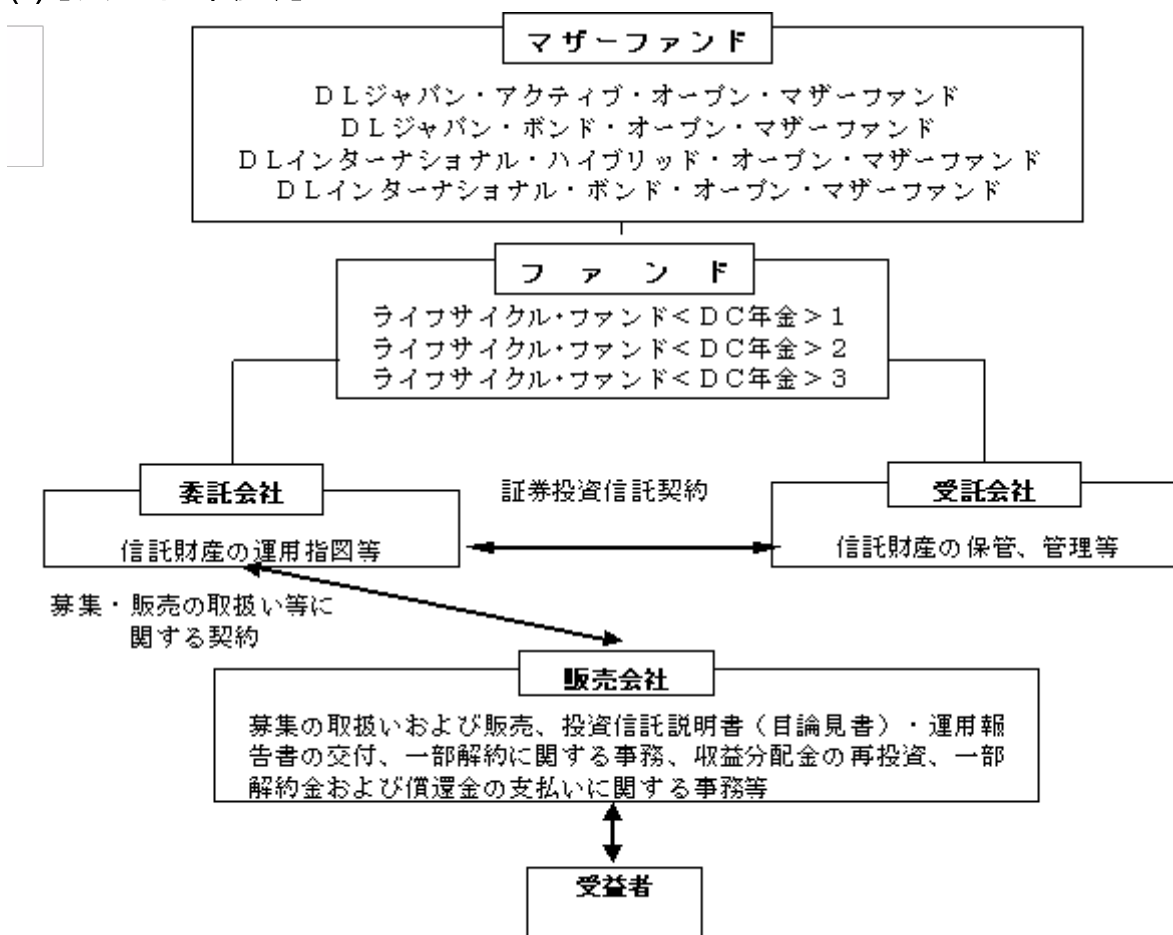 マザーファンド
ＤＬジャパン・アクティブ・オープン・マザーファンド
ＤＬジャパン・ボンド・オープン・マザーファンド
ＤＬインターナショナル・ハイブリッド・オープン・マザーファンド
ＤＬインターナショナル・ボンド・オープン・マザーファンド
ファンド
ライフサイクル・ファンド＜ＤＣ年金＞１
ライフサイクル・ファンド＜ＤＣ年金＞２
ライフサイクル・ファンド＜ＤＣ年金＞３
委託会社
証券投資信託契約
受託会社
信託財産の運用指図等
信託財産の保管、管理等
募集・販売の取扱い等に
関する契約
販売会社
募集の取扱いおよび販売、投資信託説明書（目論見書）・運用報
告書の交付、一部解約に関する事務、収益分配金の再投資、一部
解約金および償還金の支払いに関する事務等
受益者